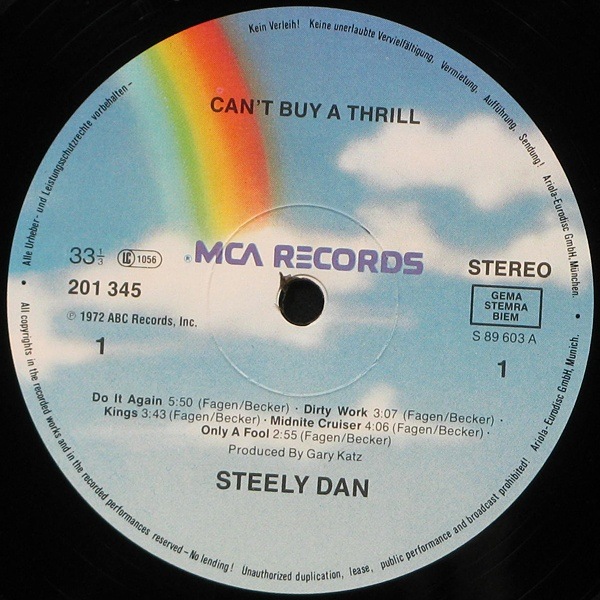 Alle Urheber- und Leistungsschutzrechte vorbehalten –
Kein Verleih! Keine unerlaubte Vervielfältigung, Vermietung, Aufführung, Sendung! Ariola-Eurodisc GmbH, München.
CAN'T BUY A THRILL
33⅓ LC 1056
® MCA RECORDS
STEREO
201 345
GEMA
STEMRA
BIEM
℗ 1972 ABC Records, Inc.
S 89 603 A
1
1
Do It Again 5:50 (Fagen/Becker) · Dirty Work 3:07 (Fagen/Becker) ·
Kings 3:43 (Fagen/Becker) · Midnite Cruiser 4:06 (Fagen/Becker) ·
Only A Fool 2:55 (Fagen/Becker)
Produced By Gary Katz
STEELY DAN
All copyrights in the recorded works and in the recorded performances reserved – No lending! Unauthorized duplication, lease, public performance and broadcast prohibited! Ariola-Eurodisc GmbH, Munich.